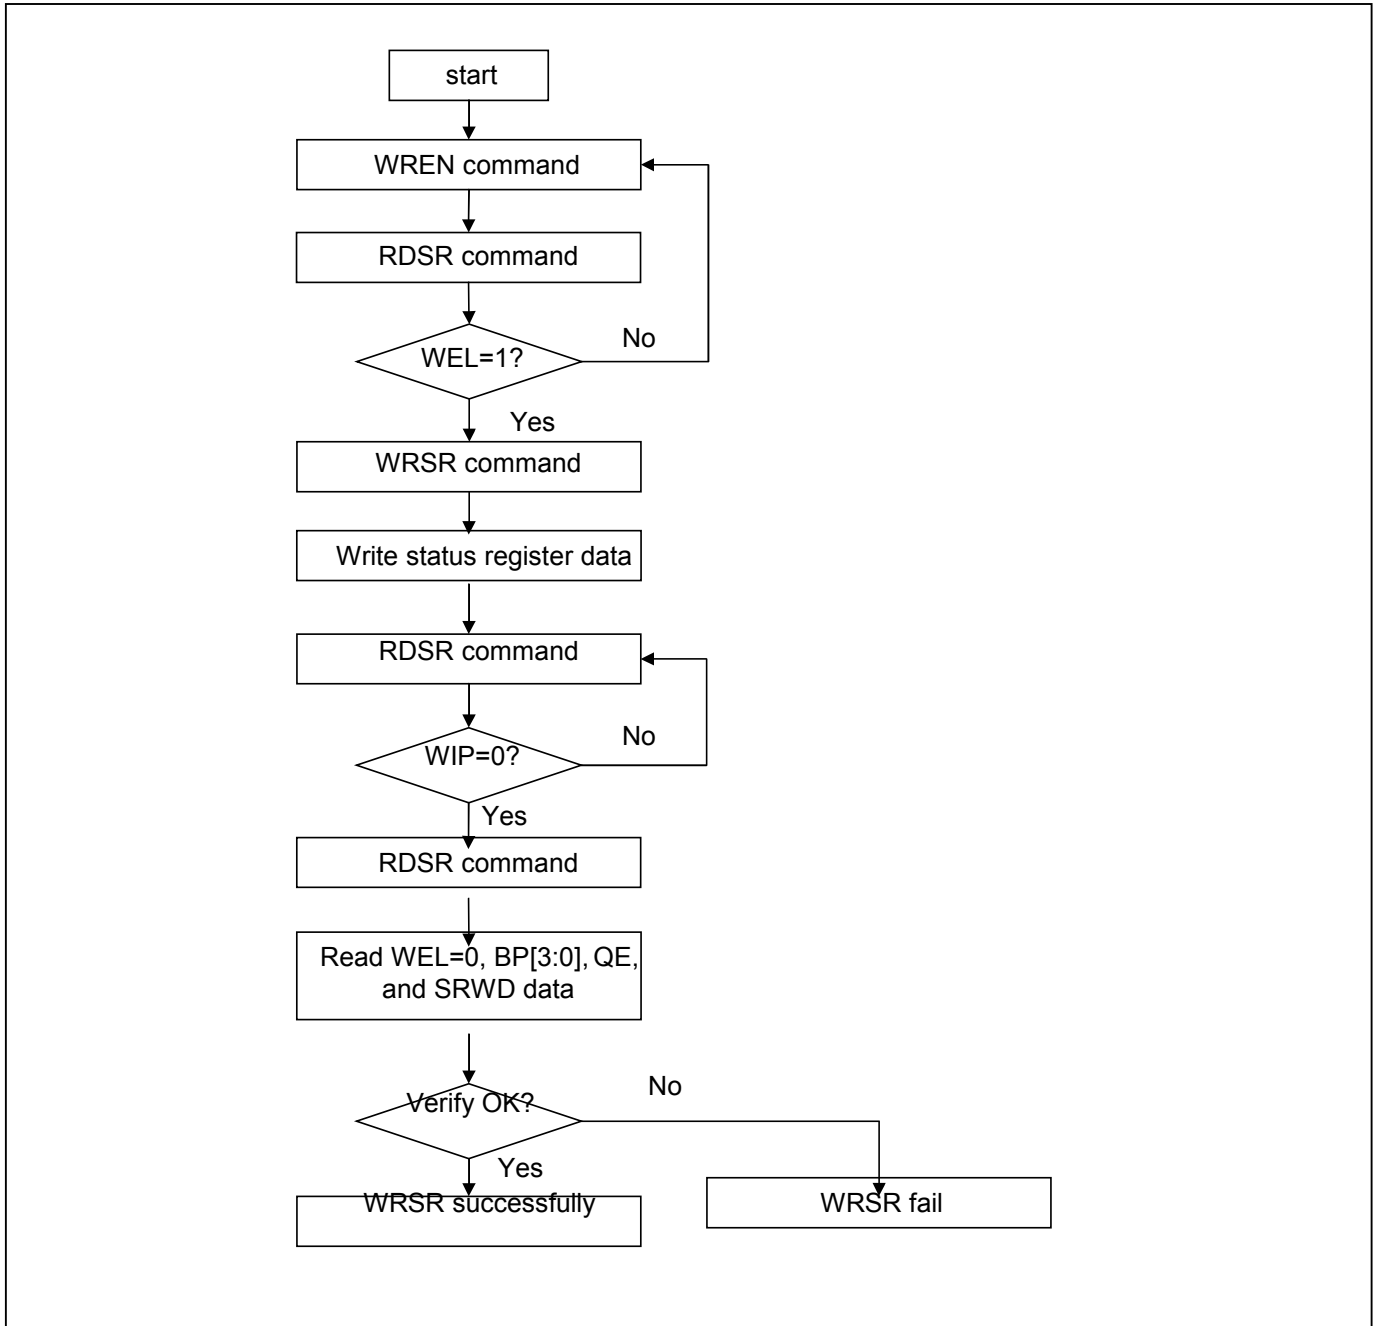 start
WREN command
RDSR command
No
WEL=1?
Yes
WRSR command
Write status register data
RDSR command
No
WIP=0?
Yes
RDSR command
Read WEL=0, BP[3:0], QE,
and SRWD data
No
Verify OK?
Yes
WRSR successfully
WRSR fail